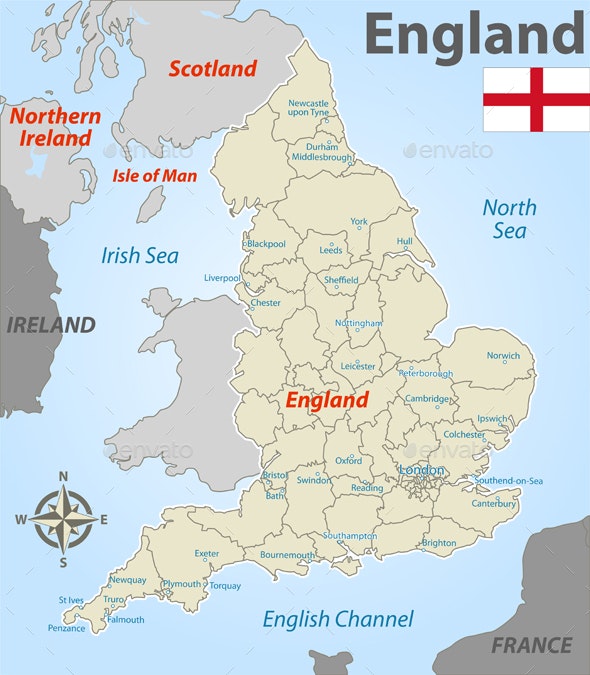 England
Scotland
Northern
Ireland
Isle of Man
Newcastle
upon Tyne
Durham
Middlesbrough
North
Sea
Irish Sea
York
Hull
Blackpool
Leeds
Liverpool
Sheffield
Chester
IRELAND
Nottingham
Leicester
Norwich
Peterborough
England
Cambridge
Ipswich
Colchester
Oxford
London
Bristol
Bath
Swindon
Reading
Southend-on-Sea
Canterbury
N
W
E
S
Southampton
Brighton
Exeter
Bournemouth
Newquay
Plymouth
Torquay
St Ives
Truro
Falmouth
Penzance
English Channel
FRANCE
envato
envato
envato
envato
envato
envato